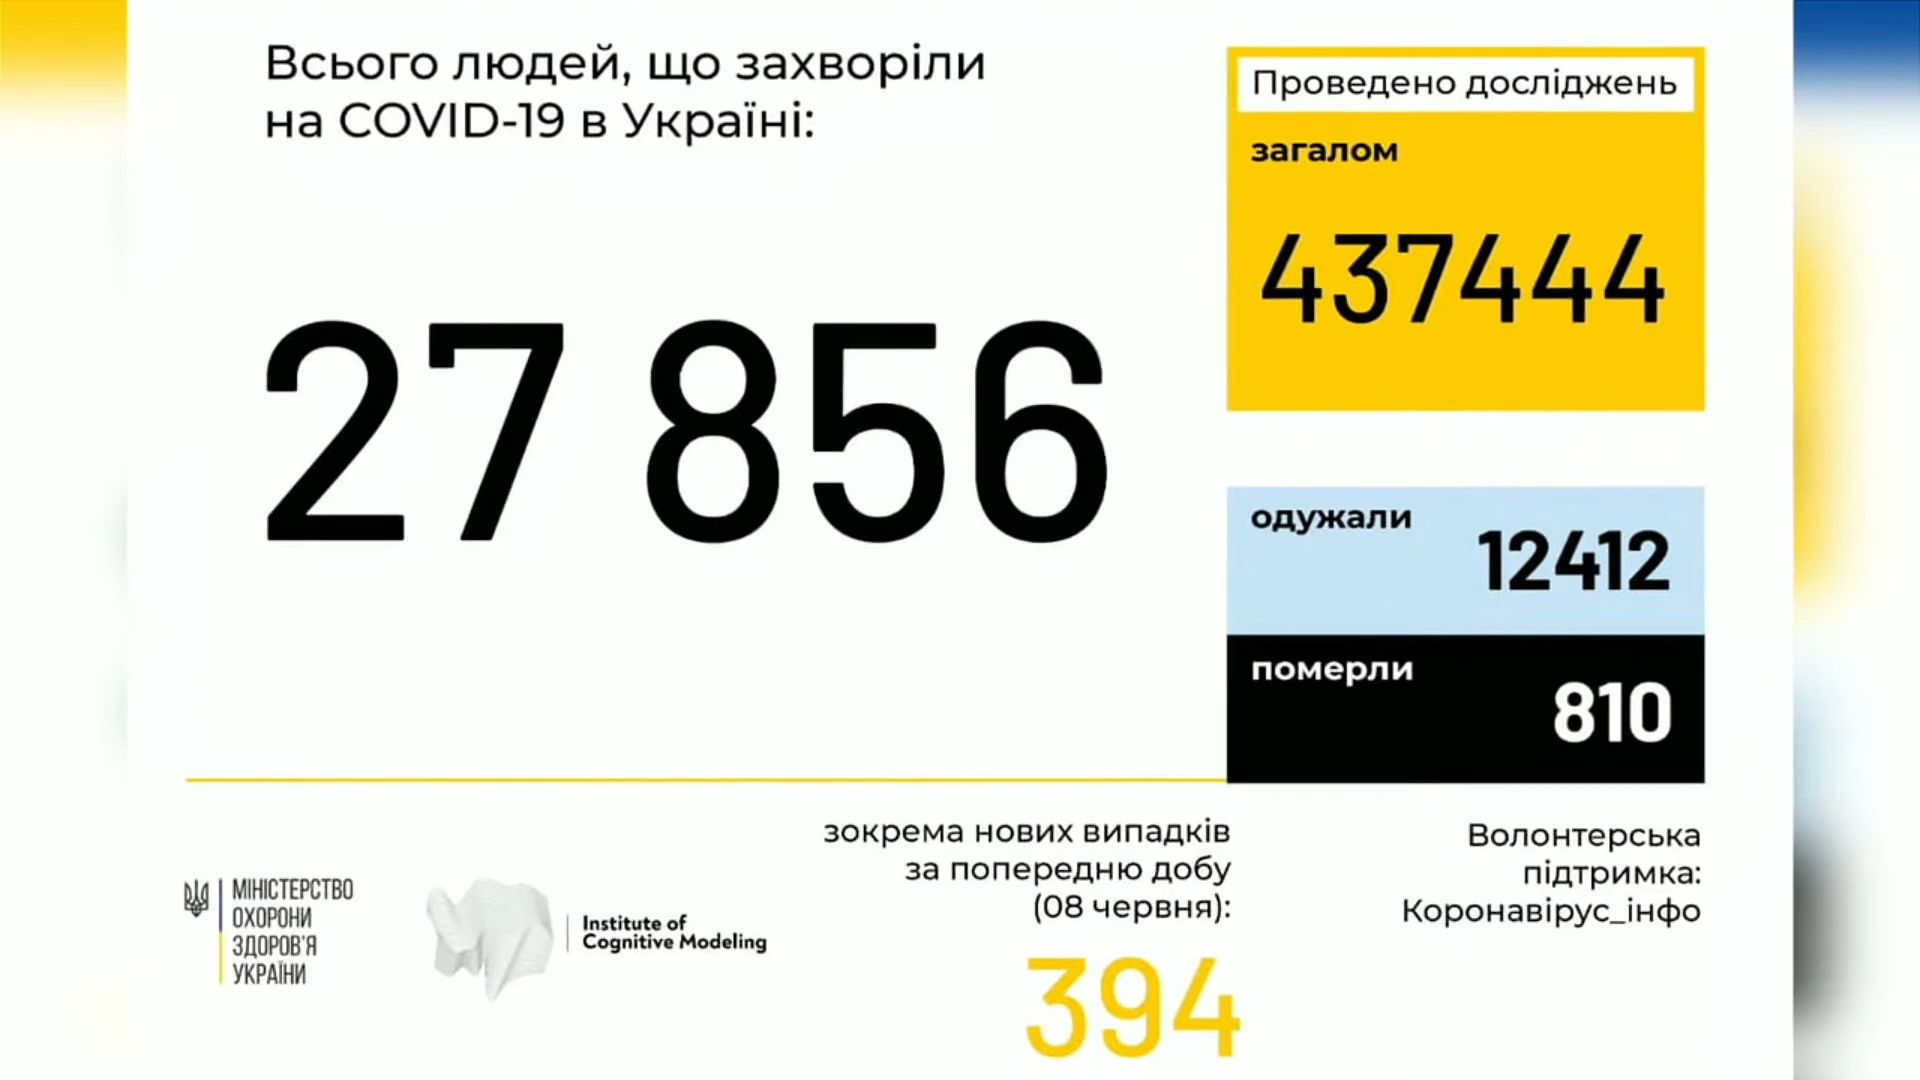 Всього людей, що захворіли
на COVID-19 в Україні:
27 856
Проведено досліджень
загалом
437444
одужали
12412
померли
810
зокрема нових випадків
за попередню добу
(08 червня):
394
Волонтерська
підтримка:
Коронавірус_інфо
МІНІСТЕРСТВО
ОХОРОНИ
ЗДОРОВ'Я
УКРАЇНИ
Institute of
Cognitive Modeling